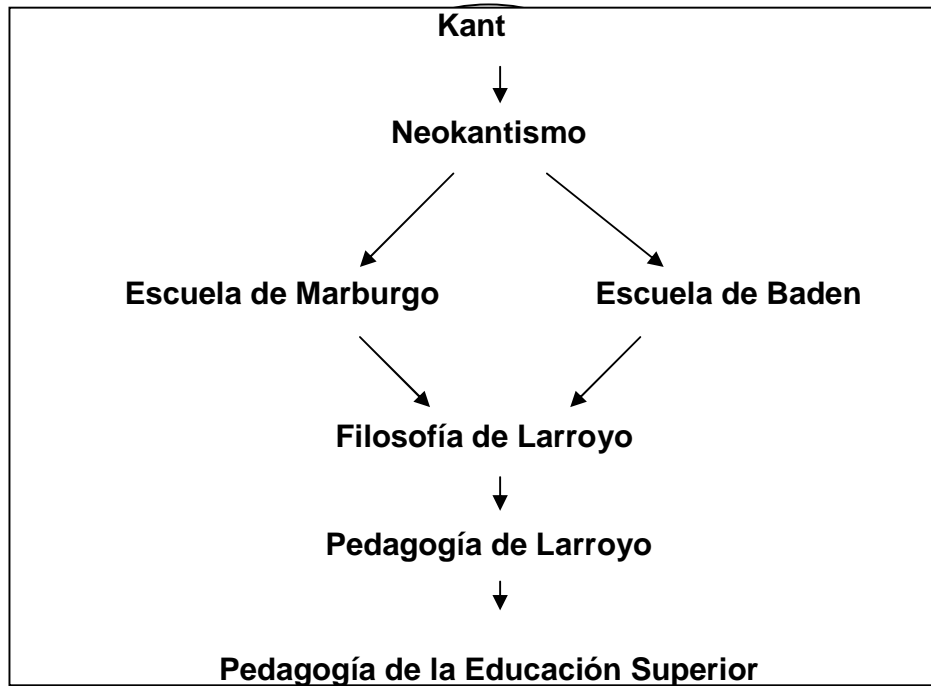 Kant
Neokantismo
Escuela de Marburgo Escuela de Baden
Filosofía de Larroyo
Pedagogía de Larroyo
Pedagogía de la Educación Superior